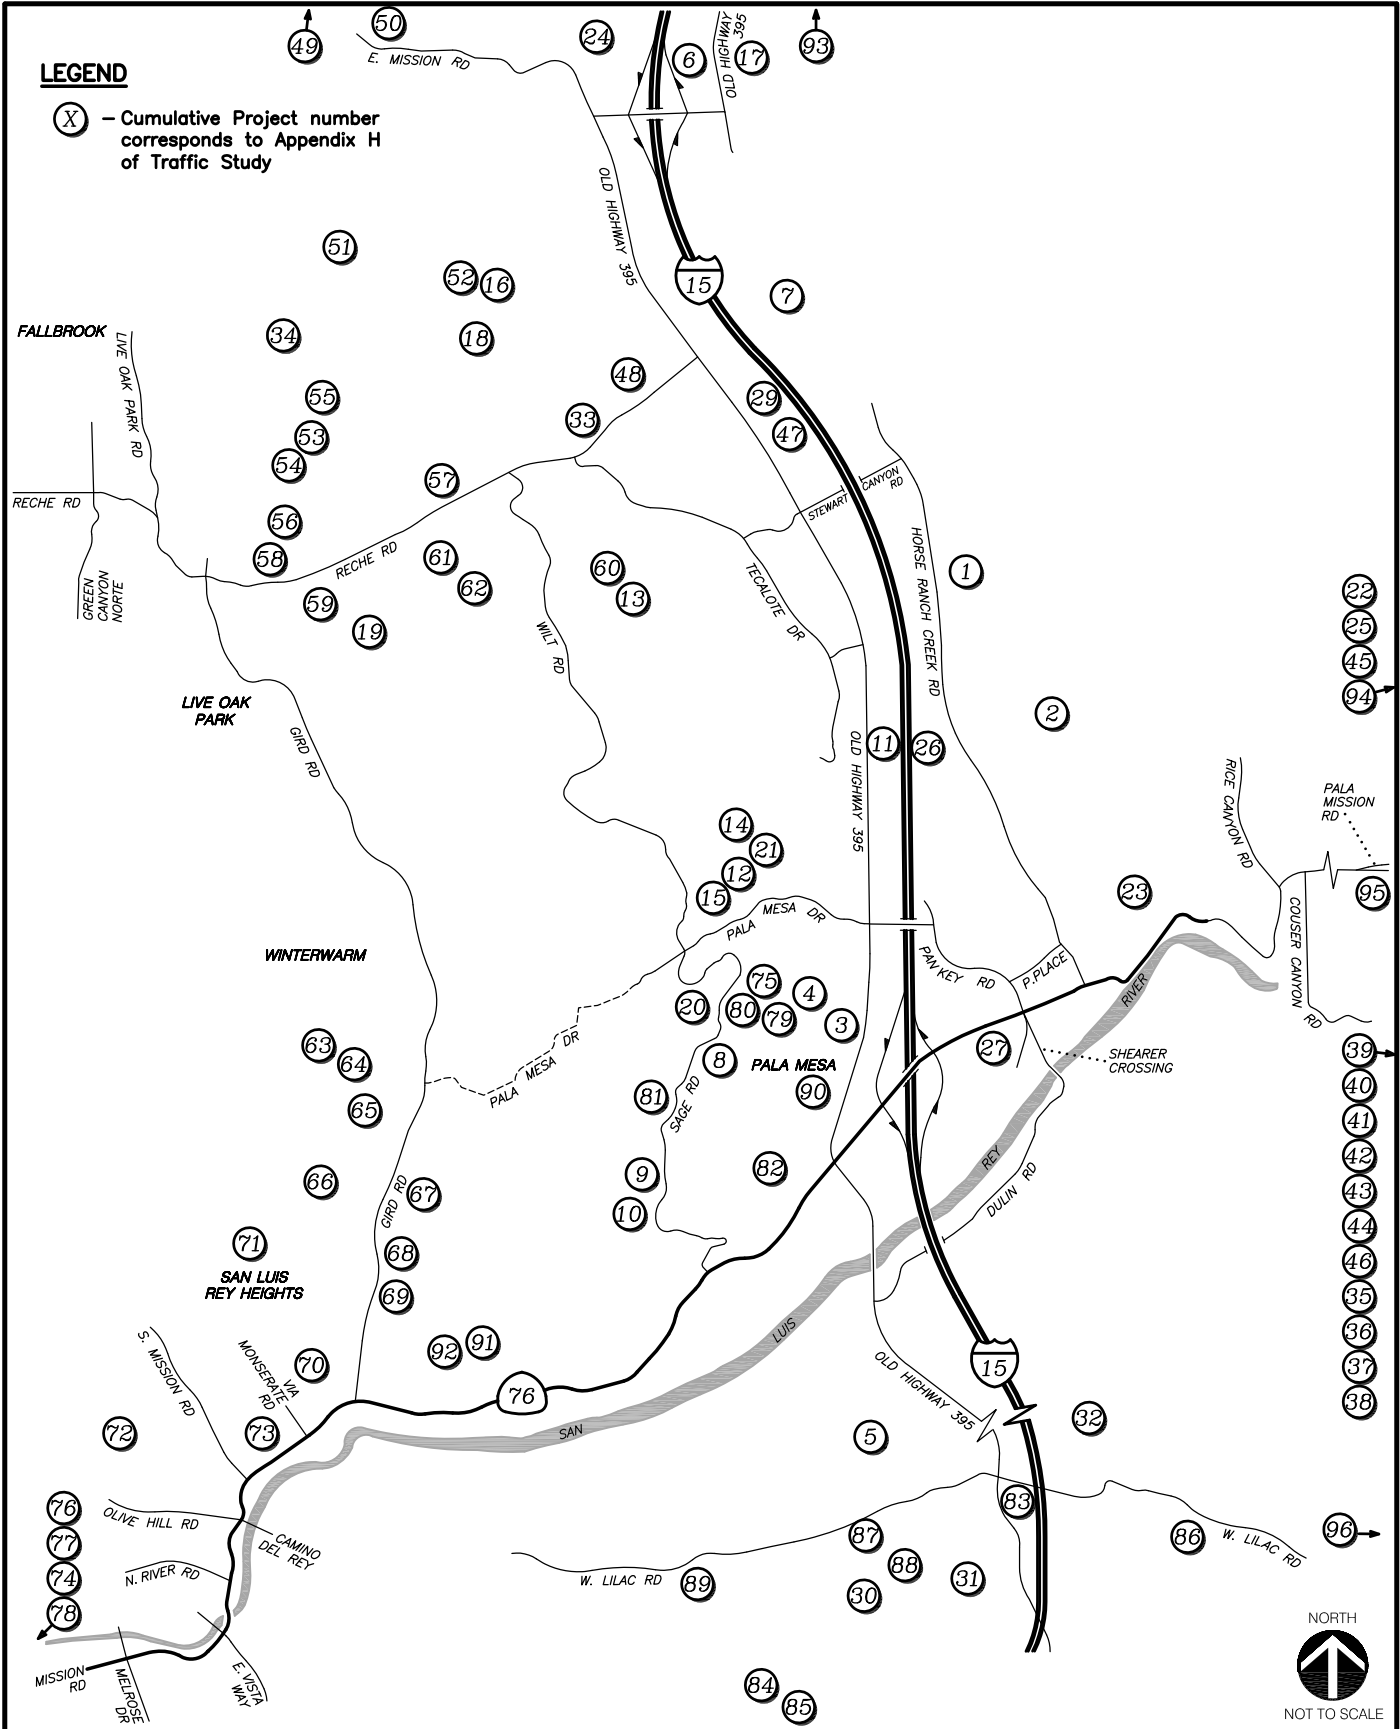 49
50
24
6
OLD HIGHWAY
395
17
93
E. MISSION RD
LEGEND
X
– Cumulative Project number
corresponds to Appendix H
of Traffic Study
OLD HIGHWAY 395
51
52
16
15
7
FALLBROOK
LIVE OAK PARK RD
34
18
48
55
29
33
53
47
54
57
CANYON
RD
STEWART
RECHE RD
56
58
RECHE RD
61
62
60
13
TECALOTE DR
HORSE RANCH CREEK RD
1
GREEN
CANYON
NORTE
59
19
WILT RD
22
25
45
94
LIVE OAK
PARK
GIRD RD
2
11
26
OLD HIGHWAY 395
RICE CANYON RD
PALA
MISSION
RD
14
21
12
15
23
95
PALA MESA DR
COUSER CANYON RD
WINTERWARM
PANKEY RD
P.PLACE
RIVER
75
4
20
80
79
3
63
64
PALA MESA DR
8
PALA MESA
27
SHEARER
CROSSING
39
81
SAGE RD
90
40
65
41
82
REY
42
66
GIRD RD
67
9
DULIN RD
43
10
44
71
68
46
SAN LUIS
REY HEIGHTS
69
35
LUIS
36
S. MISSION RD
MONSERATE
VIA
RD
70
92
91
15
37
76
OLD HIGHWAY 395
38
72
73
SAN
5
32
76
OLIVE HILL RD
83
77
CAMINO
DEL REY
87
86
W. LILAC RD
96
N. RIVER RD
74
W. LILAC RD
89
88
31
30
78
NORTH
MISSION
RD
MELROSE
DR
E. VISTA
WAY
84
85
NOT TO SCALE